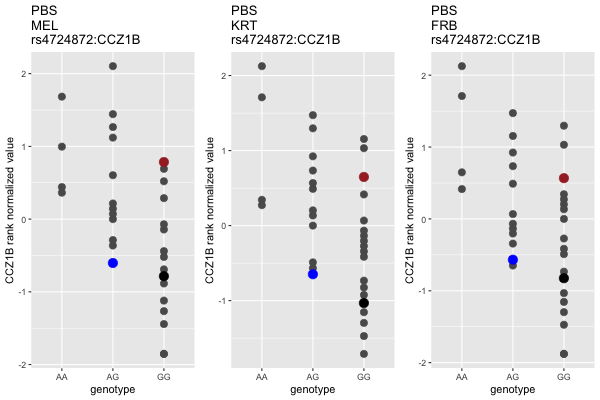 PBS
MEL
rs4724872:CCZ1B
CCZ1B rank normalized value
2
1
0
-1
-2
AA AG GG
genotype
PBS
KRT
rs4724872:CCZ1B
CCZ1B rank normalized value
2
1
0
-1
AA AG GG
genotype
PBS
FRB
rs4724872:CCZ1B
CCZ1B rank normalized value
2
1
0
-1
-2
AA AG GG
genotype